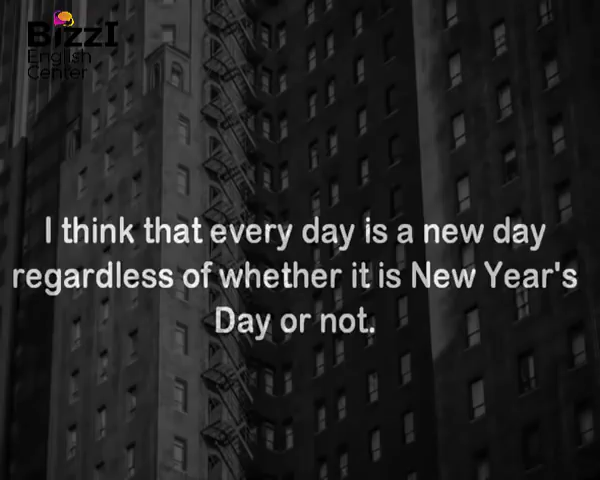 BizzI
English
Center
I think that every day is a new day
regardless of whether it is New Year's
Day or not.